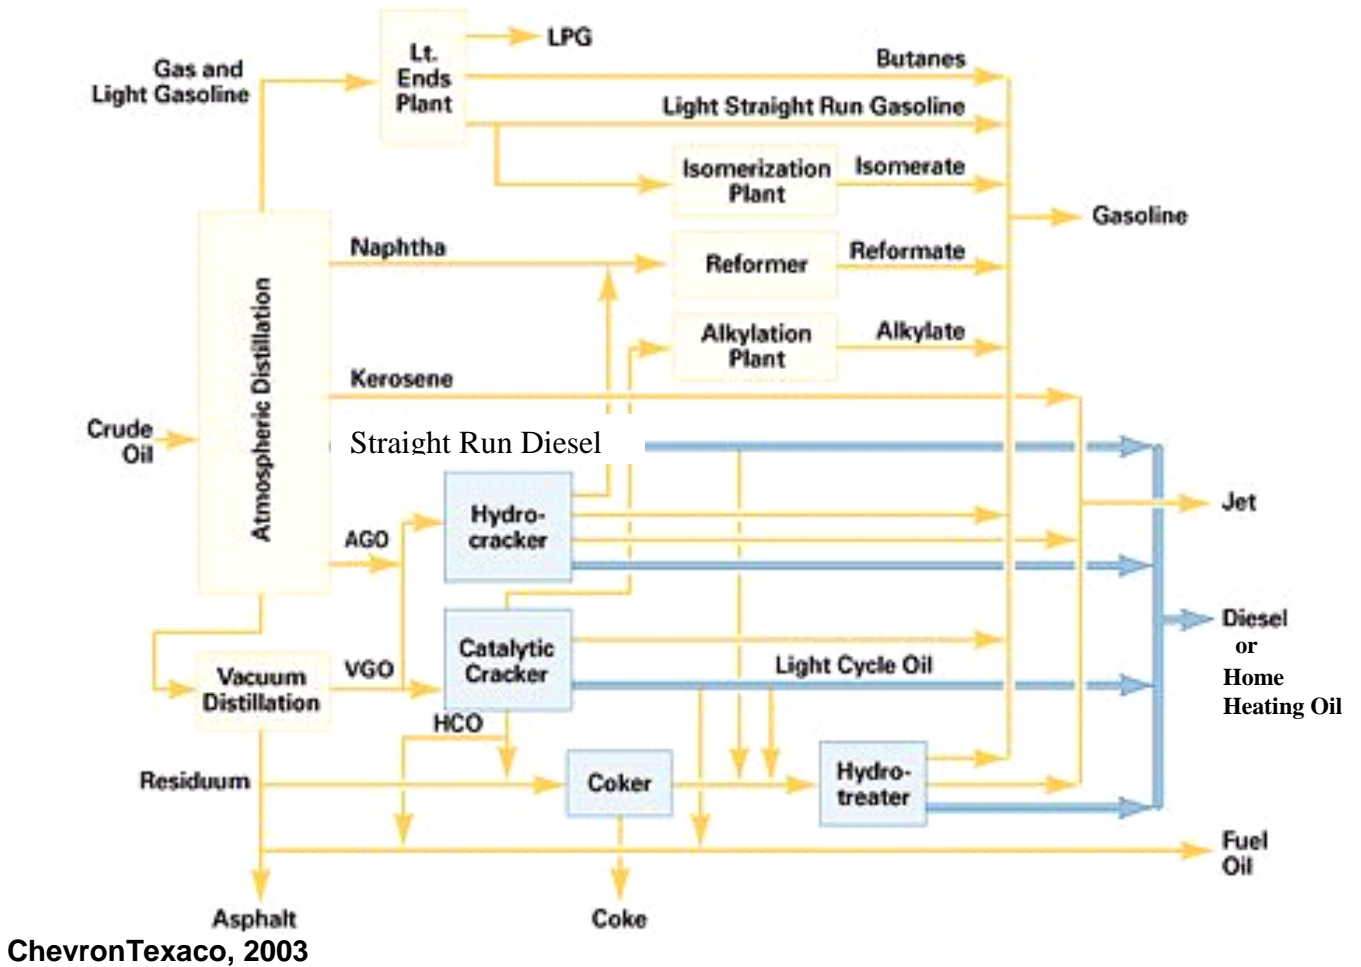 LPG
Lt.
Ends
Plant
Gas and
Light Gasoline
Butanes
Light Straight Run Gasoline
Isomerization
Plant
Isomerate
Gasoline
Naphtha
Reformer
Reformate
Alkylation
Plant
Alkylate
Atmospheric Distillation
Kerosene
Crude
Oil
Straight Run Diesel
Jet
Hydro-
cracker
AGO
Diesel
or
Home
Heating Oil
Catalytic
Cracker
Light Cycle Oil
VGO
Vacuum
Distillation
HCO
Residuum
Coker
Hydro-
treater
Fuel
Oil
Asphalt
Coke
ChevronTexaco, 2003